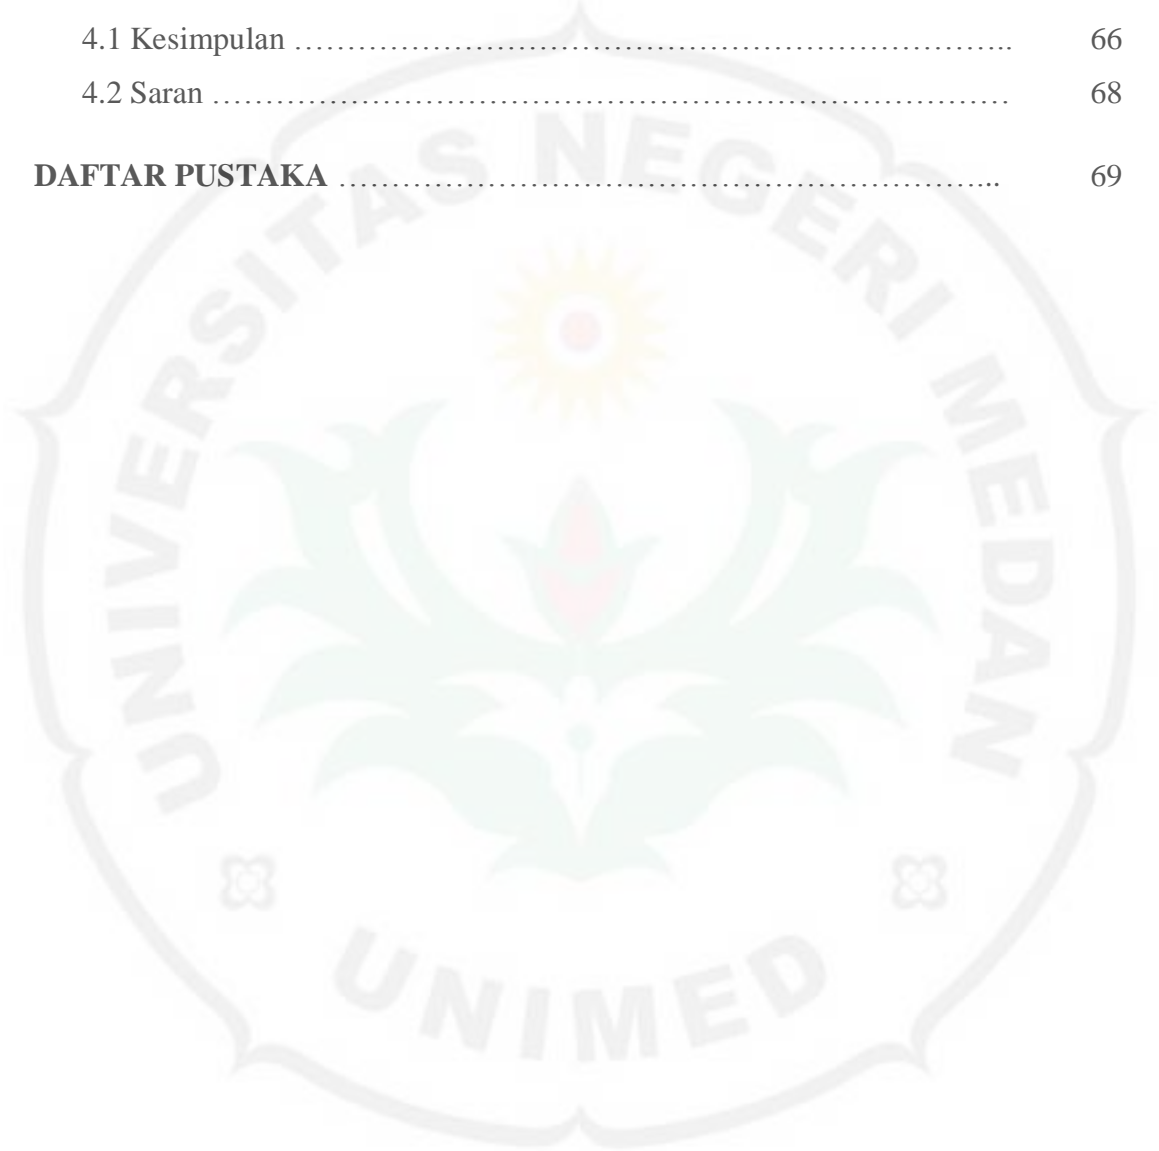 4.1 Kesimpulan ……………………………………………………………….. 66
4.2 Saran ………………………………………………………………… 68
DAFTAR PUSTAKA ……………………………………………………….. 69
UNIVERSITAS NEGERI MEDAN
UNIMED